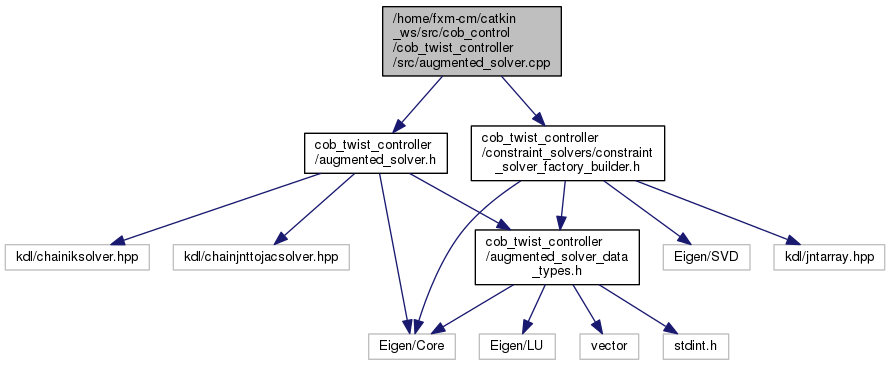 /home/fxm-cm/catkin
_ws/src/cob_control
/cob_twist_controller
/src/augmented_solver.cpp
cob_twist_controller
/augmented_solver.h
cob_twist_controller
/constraint_solvers/constraint
_solver_factory_builder.h
kdl/chainiksolver.hpp
kdl/chainjnttojacsolver.hpp
cob_twist_controller
/augmented_solver_data
_types.h
Eigen/SVD
kdl/jntarray.hpp
Eigen/Core
Eigen/LU
vector
stdint.h